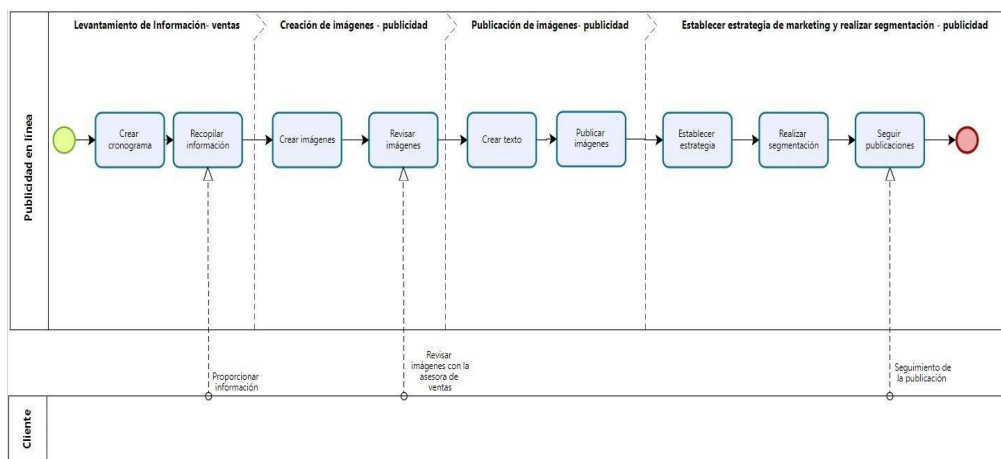 Levantamiento de Información- ventas
Creación de imágenes - publicidad
Publicación de imágenes- publicidad
Establecer estrategia de marketing y realizar segmentación - publicidad
Publicidad en línea
Crear
cronograma
Recopilar
información
Crear imágenes
Revisar
imágenes
Crear texto
Publicar
imágenes
Establecer
estrategia
Realizar
segmentación
Seguir
publicaciones
Proporcionar
información
Revisar
imágenes con la
asesora de
ventas
Seguimiento de
la publicación
Cliente